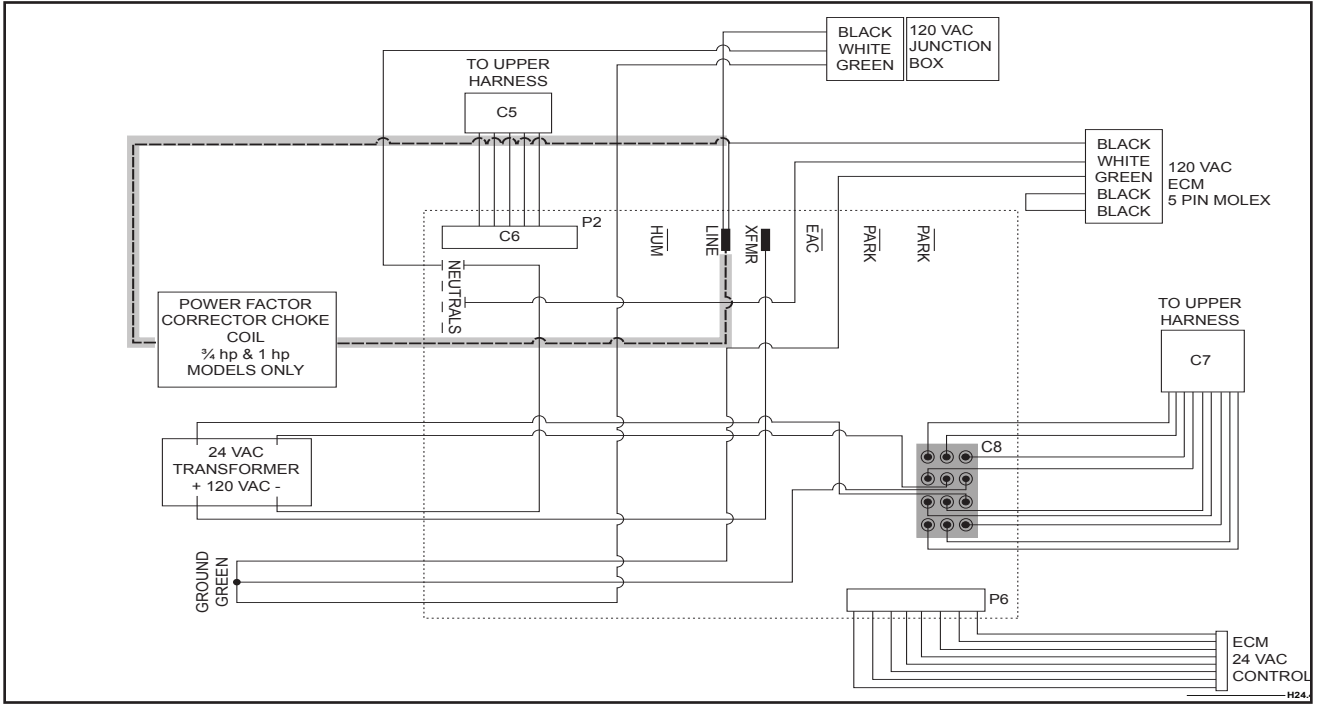 BLACK
WHITE
GREEN
120 VAC
JUNCTION
BOX
TO UPPER
HARNESS
C5
BLACK
WHITE
GREEN
BLACK
BLACK
120 VAC
ECM
5 PIN MOLEX
P2
C6
HUM
LINE
XFMR
EAC
PARK
PARK
NEUTRALS
POWER FACTOR
CORRECTOR CHOKE
COIL
¾ hp & 1 hp
MODELS ONLY
TO UPPER
HARNESS
C7
24 VAC
TRANSFORMER
+ 120 VAC -
C8
GROUND
GREEN
P6
ECM
24 VAC
CONTROL